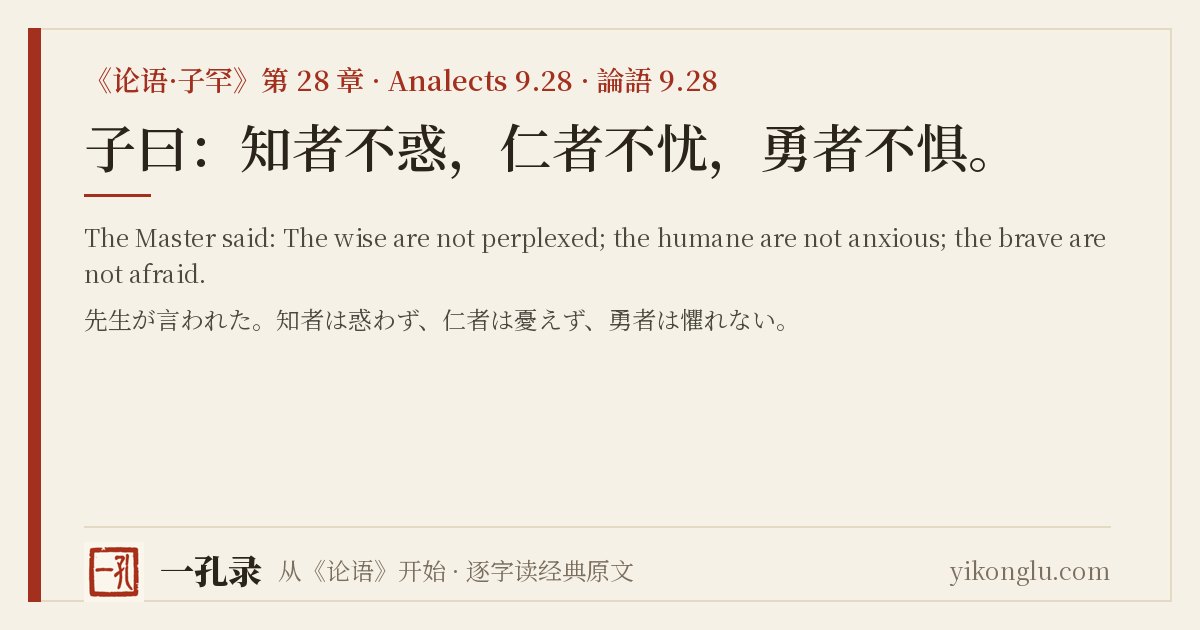 《论语·子罕》第 28 章 · Analects 9.28 · 論語 9.28
子曰：知者不惑，仁者不忧，勇者不惧。
The Master said: The wise are not perplexed; the humane are not anxious; the brave are
not afraid.
先生が言われた。知者は惑わず、仁者は憂えず、勇者は懼れない。
一孔
一孔录 从《论语》开始 · 逐字读经典原文 yikonglu.com